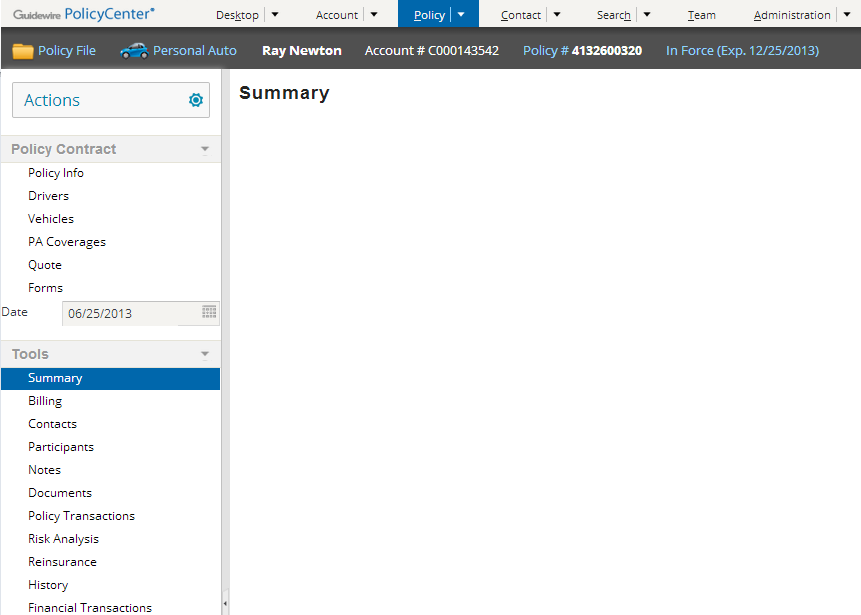 Guidewire PolicyCenter® Desktop Account Policy Contact Search Team Administration
Policy File Personal Auto Ray Newton Account # C000143542 Policy # 4132600320 In Force (Exp. 12/25/2013)
Actions
Summary
Policy Contract
Policy Info
Drivers
Vehicles
PA Coverages
Quote
Forms
Date 06/25/2013
Tools
Summary
Billing
Contacts
Participants
Notes
Documents
Policy Transactions
Risk Analysis
Reinsurance
History
Financial Transactions